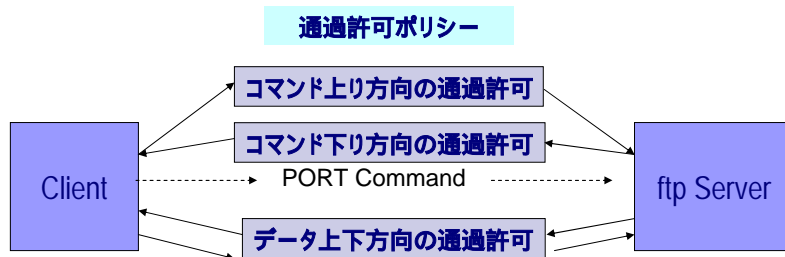 通過許可ポリシー
コマンド上り方向の通過許可
コマンド下り方向の通過許可
Client
PORT Command
ftp Server
データ上下方向の通過許可